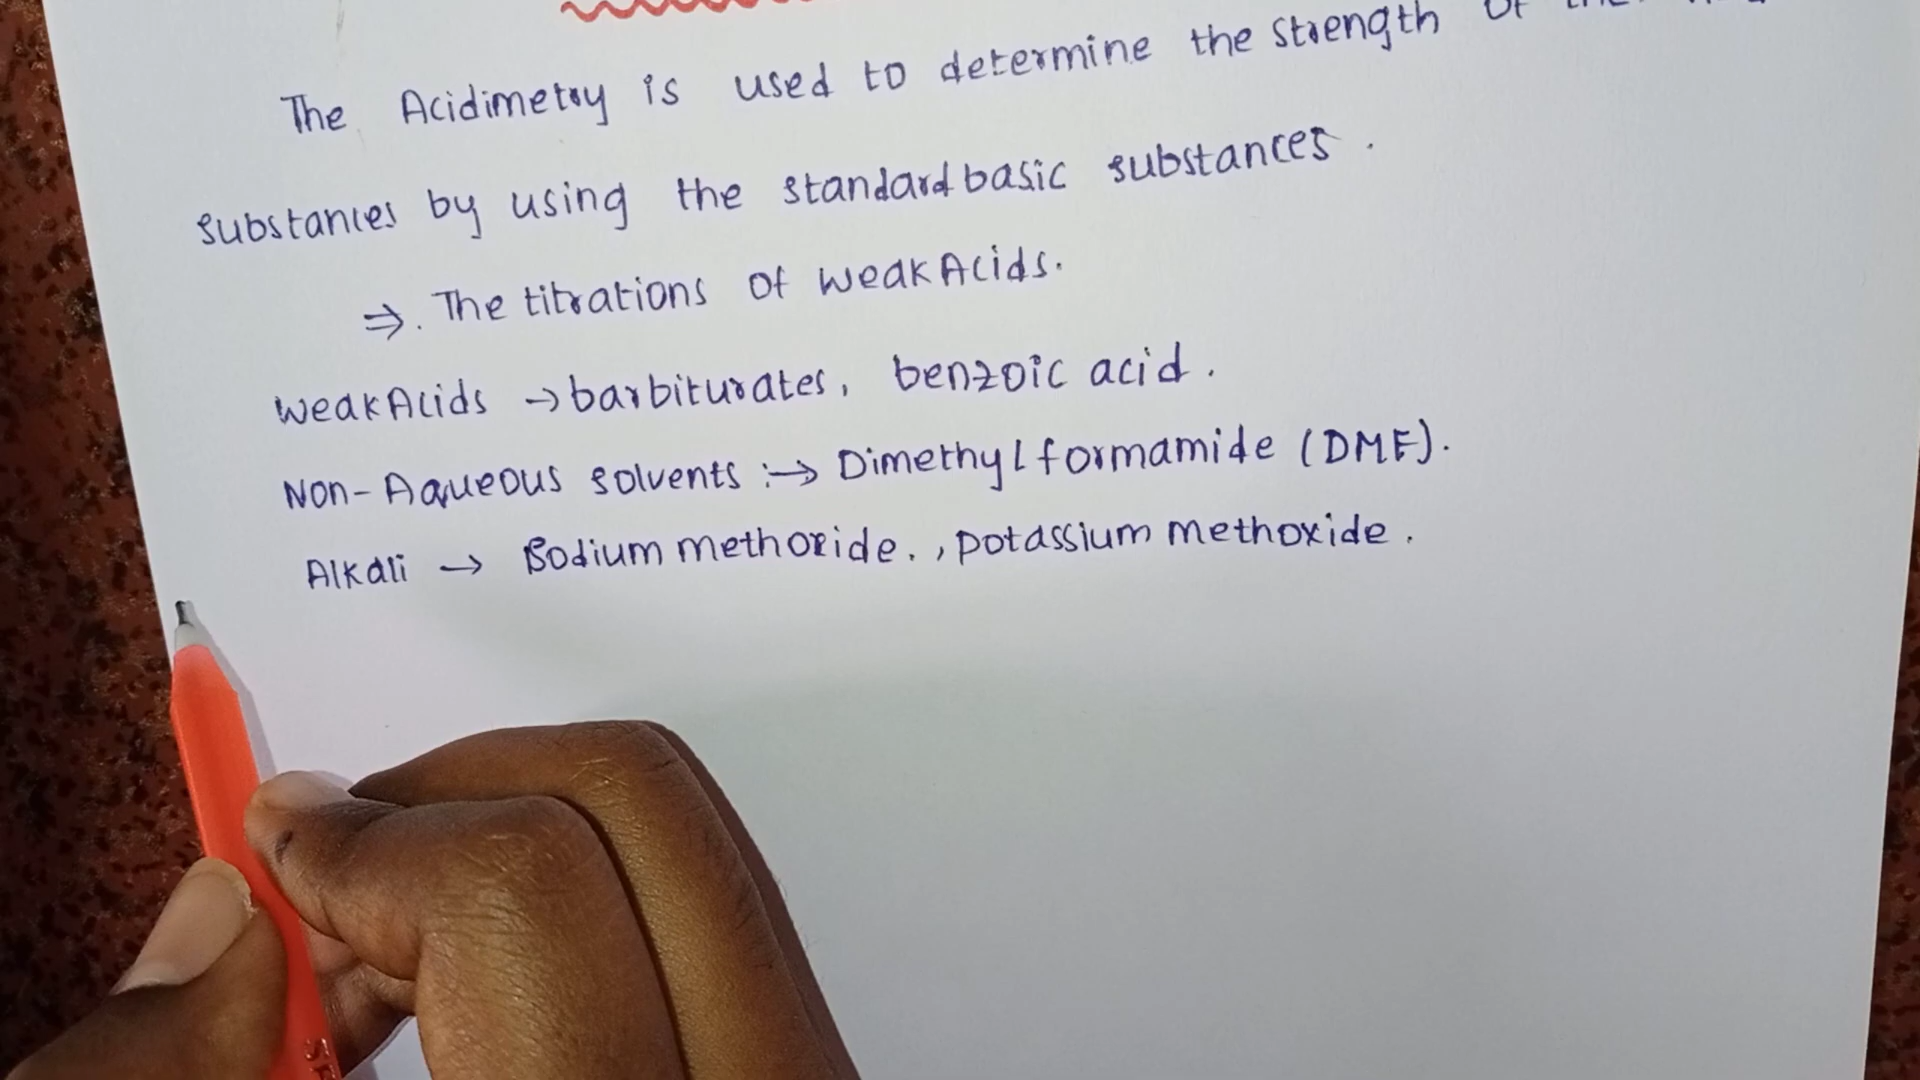 The Acidimetry is used to determine the strength of
substances by using the standard basic substances.
⇒. The titrations of weak Acids.
Weak Acids → barbiturates, benzoic acid.
Non-Aqueous solvents :→ Dimethyl formamide (DMF).
Alkali → Sodium methoxide. , potassium methoxide.